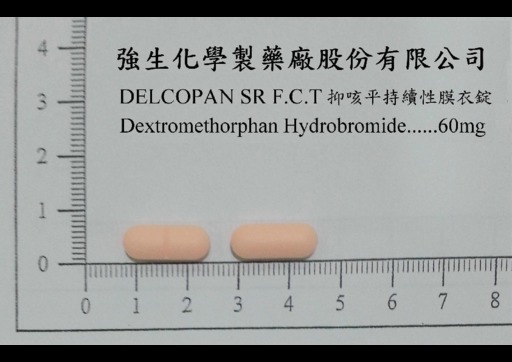 強生化學製藥廠股份有限公司
DELCOPAN SR F.C.T 抑咳平持續性膜衣錠
Dextromethorphan Hydrobromide......60mg
4
3
2
1
0
0 1 2 3 4 5 6 7 8